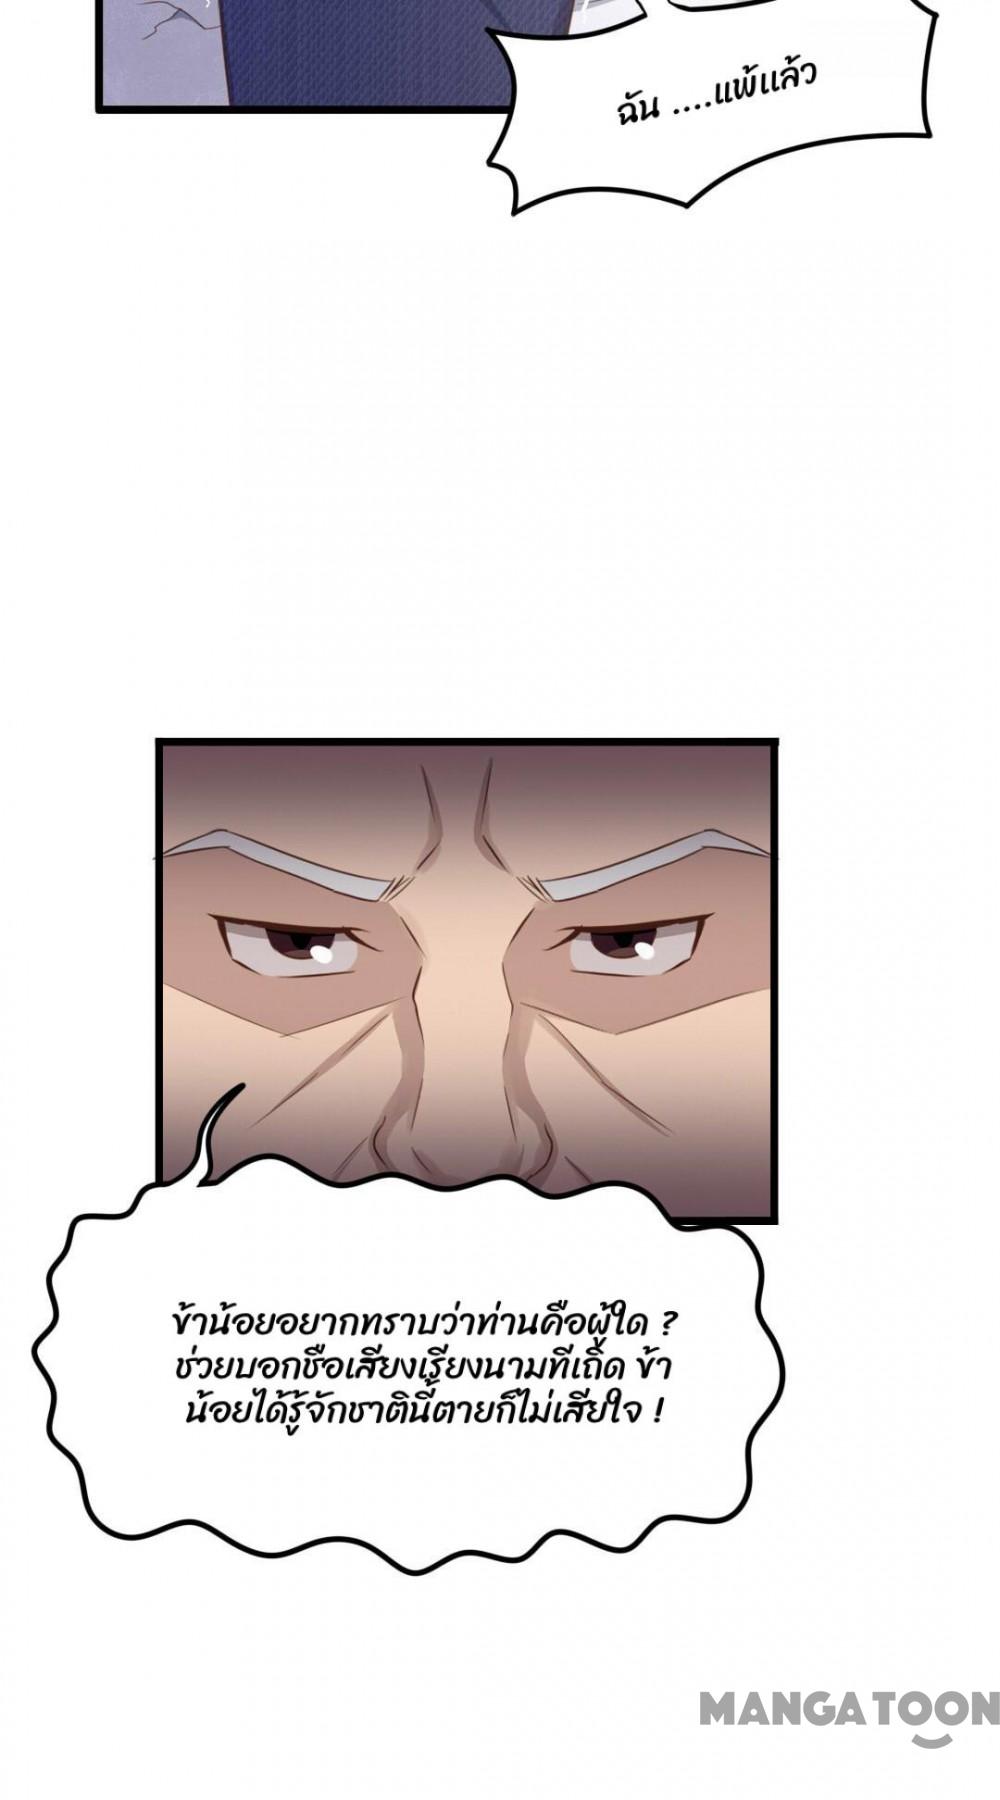 ฉัน ....แพ้แล้ว
ข้าน้อยอยากทราบว่าท่านคือผู้ใด ?
ช่วยบอกชือเสียงเรียงนามทีเถิด ข้า
น้อยได้รู้จักชาตินี้ตายก็ไม่เสียใจ !
MANGATOON